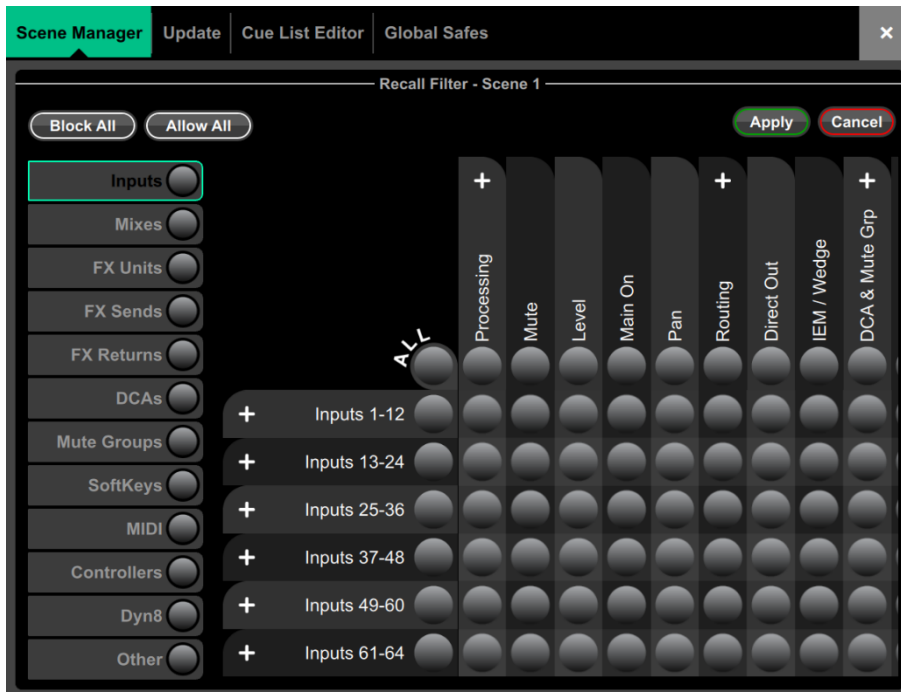 Scene Manager Update Cue List Editor Global Safes ×
Recall Filter - Scene 1
Block All Allow All Apply Cancel
Inputs
Mixes
FX Units
FX Sends
FX Returns
DCAs
Mute Groups
SoftKeys
MIDI
Controllers
Dyn8
Other
+ Processing
Mute
Level
Main On
Pan
+ Routing
Direct Out
IEM / Wedge
+ DCA & Mute Grp
ALL
+ Inputs 1-12
+ Inputs 13-24
+ Inputs 25-36
+ Inputs 37-48
+ Inputs 49-60
+ Inputs 61-64